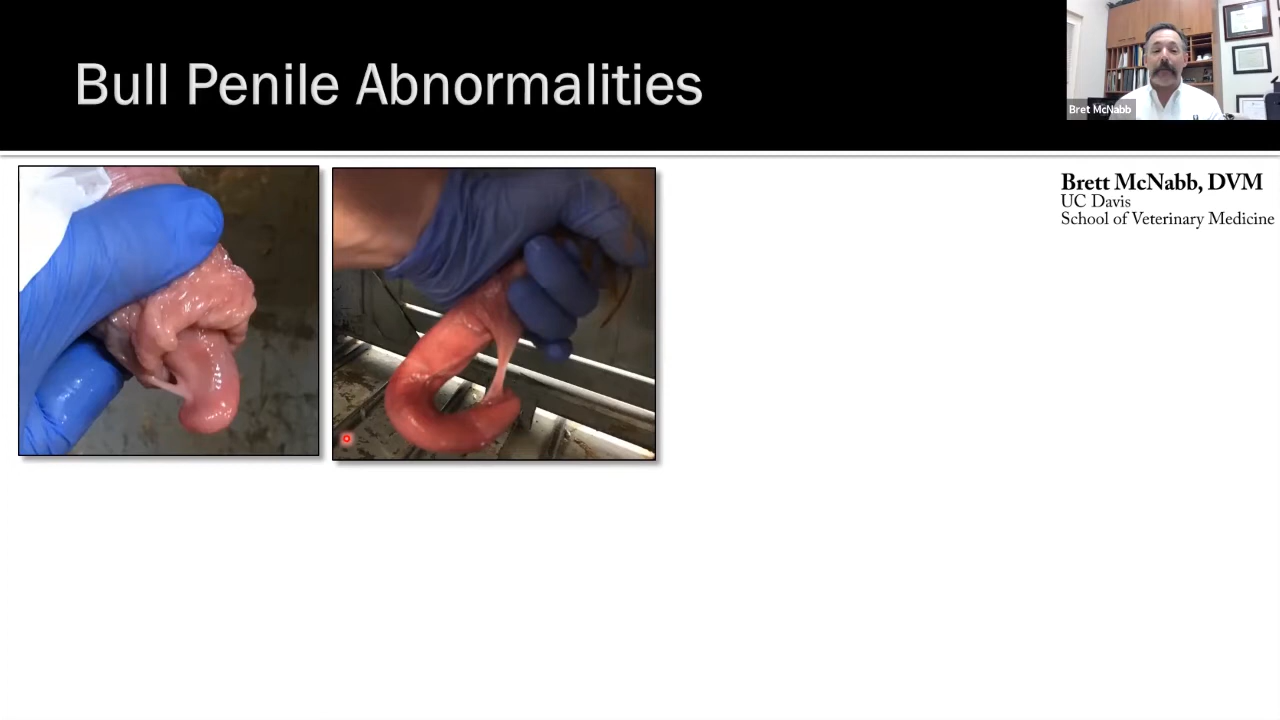 Bull Penile Abnormalities
Bret McNabb
Brett McNabb, DVM
UC Davis
School of Veterinary Medicine